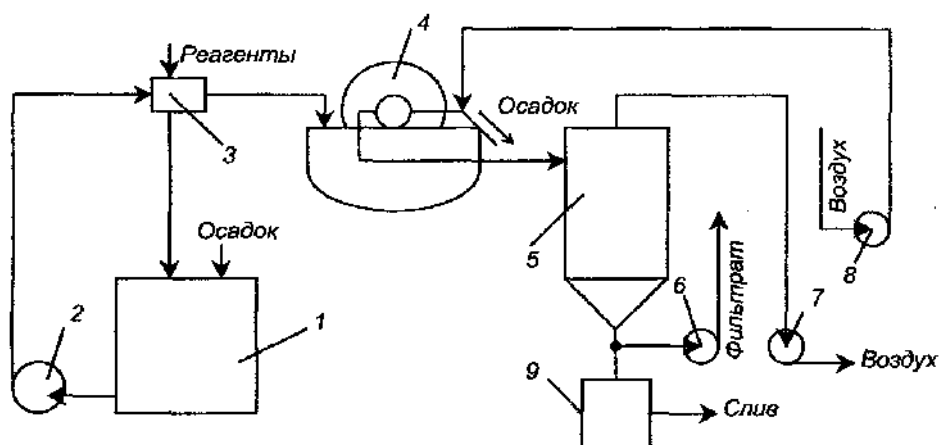 4
Реагенты
Осадок
3
Воздух
Осадок
5
8
Фильтрат
6
7
2
1
Воздух
9
Слив